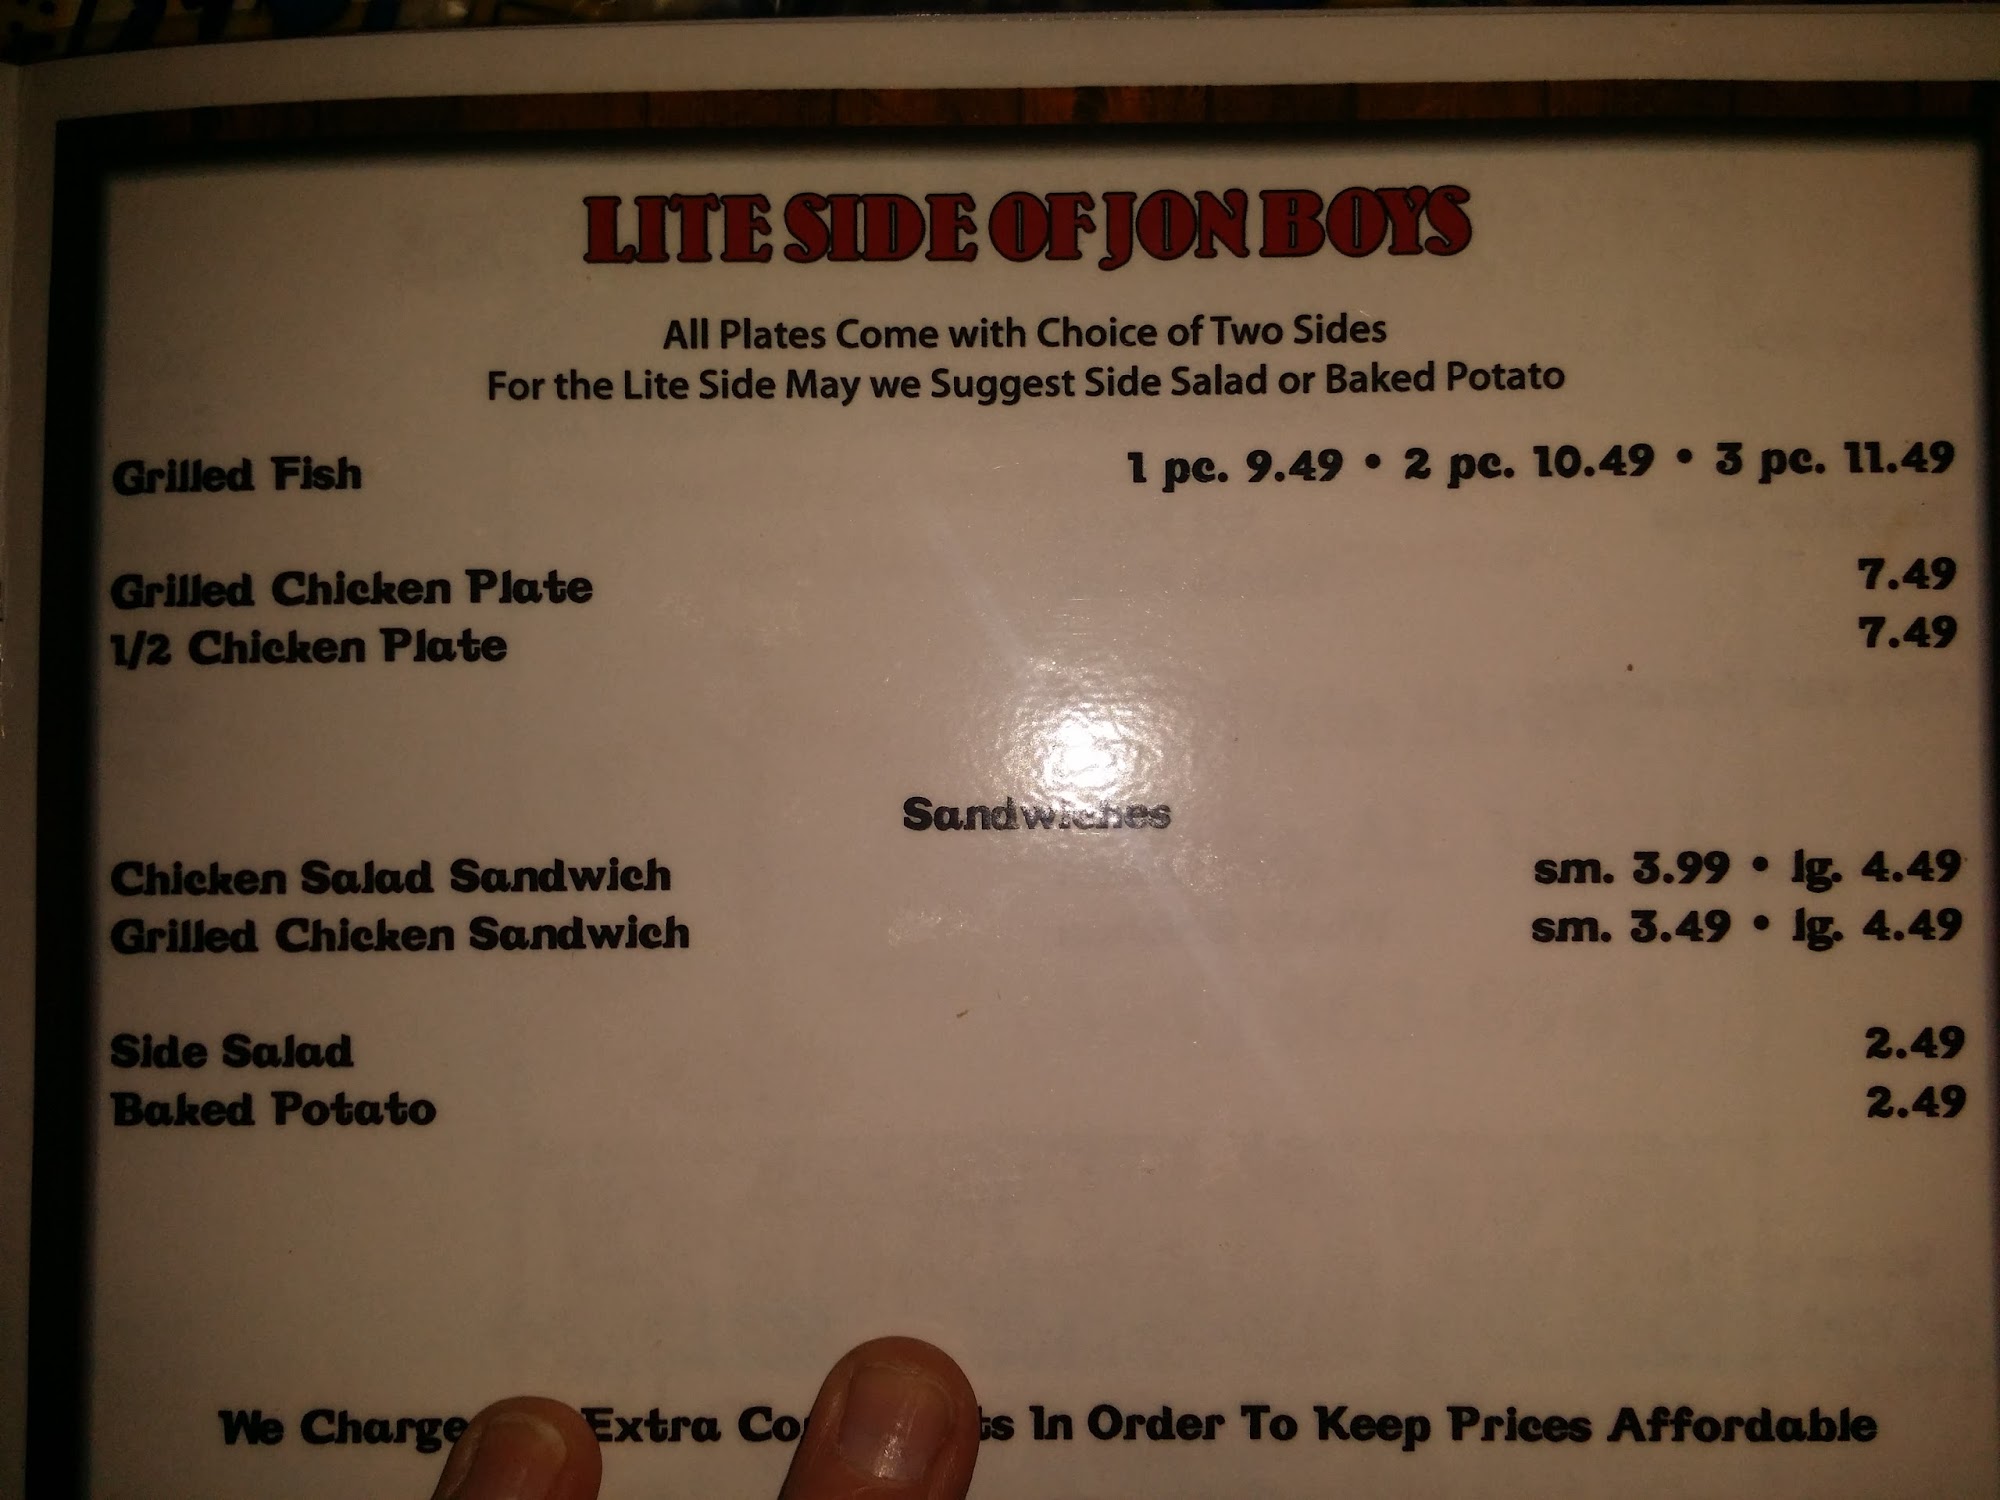 LITE SIDE OF JON BOYS
All Plates Come with Choice of Two Sides
For the Lite Side May we Suggest Side Salad or Baked Potato
Grilled Fish 1 pc. 9.49 • 2 pc. 10.49 • 3 pc. 11.49
Grilled Chicken Plate 7.49
1/2 Chicken Plate 7.49
Sandwiches
Chicken Salad Sandwich sm. 3.99 • lg. 4.49
Grilled Chicken Sandwich sm. 3.49 • lg. 4.49
Side Salad 2.49
Baked Potato 2.49
We Charge Extra In Order To Keep Prices Affordable